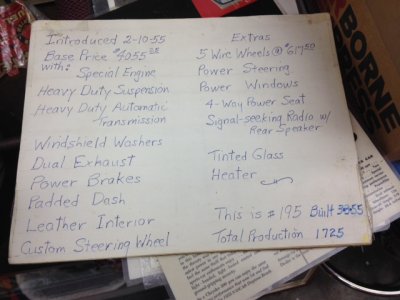 Introduced 2-10-55
Base Price $4055.05
with:
Special Engine
Heavy Duty Suspension
Heavy Duty Automatic
Transmission
Windshield Washers
Dual Exhaust
Power Brakes
Padded Dash
Leather Interior
Custom Steering Wheel
Extras
5 Wire Wheels @ $617.50
Power Steering
Power Windows
4-Way Power Seat
Signal-seeking Radio w/
Rear Speaker
Tinted Glass
Heater
This is # 195 Built
Total Production 1725
BORNE